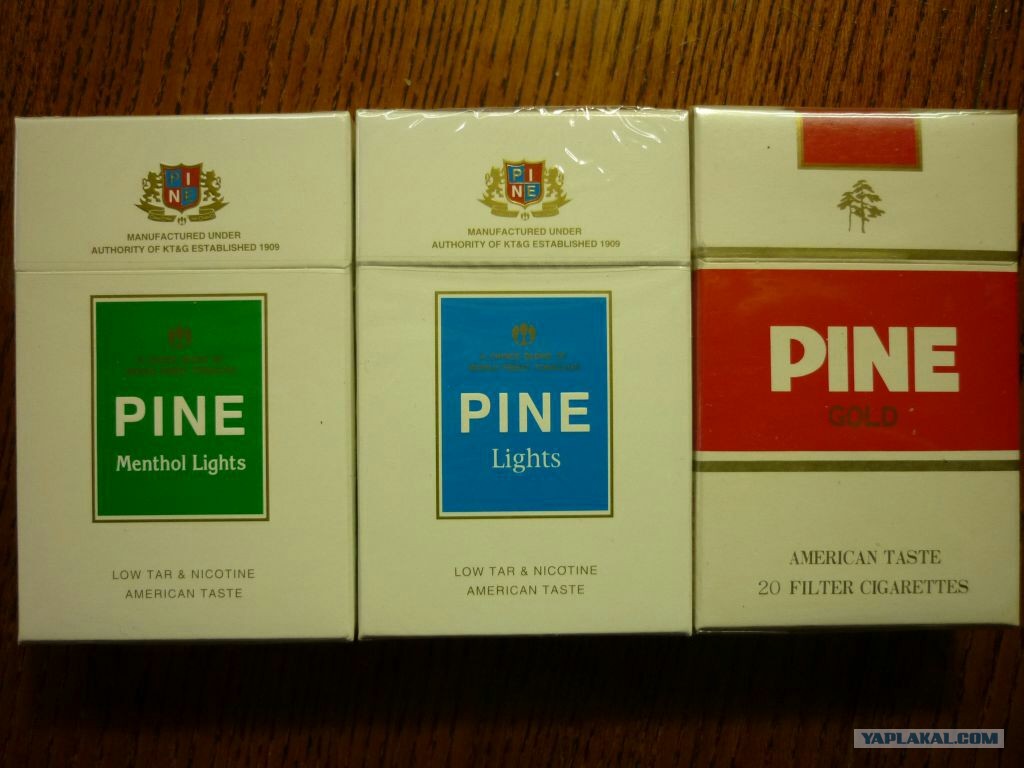 PINE
MANUFACTURED UNDER
AUTHORITY OF KT&G ESTABLISHED 1909
PINE
Menthol Lights
LOW TAR & NICOTINE
AMERICAN TASTE
PINE
MANUFACTURED UNDER
AUTHORITY OF KT&G ESTABLISHED 1909
PINE
Lights
LOW TAR & NICOTINE
AMERICAN TASTE
PINE
GOLD
AMERICAN TASTE
20 FILTER CIGARETTES
YAPLAKAL.COM